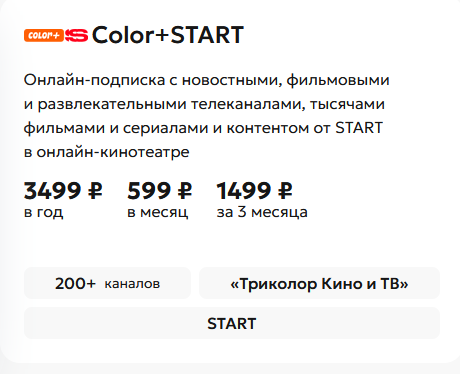 COLOR+ S Color+START
Онлайн-подписка с новостными, фильмовыми
и развлекательными телеканалами, тысячами
фильмами и сериалами и контентом от START
в онлайн-кинотеатре
3499 ₽ 599 ₽ 1499 ₽
в год в месяц за 3 месяца
200+ каналов «Триколор Кино и ТВ»
START